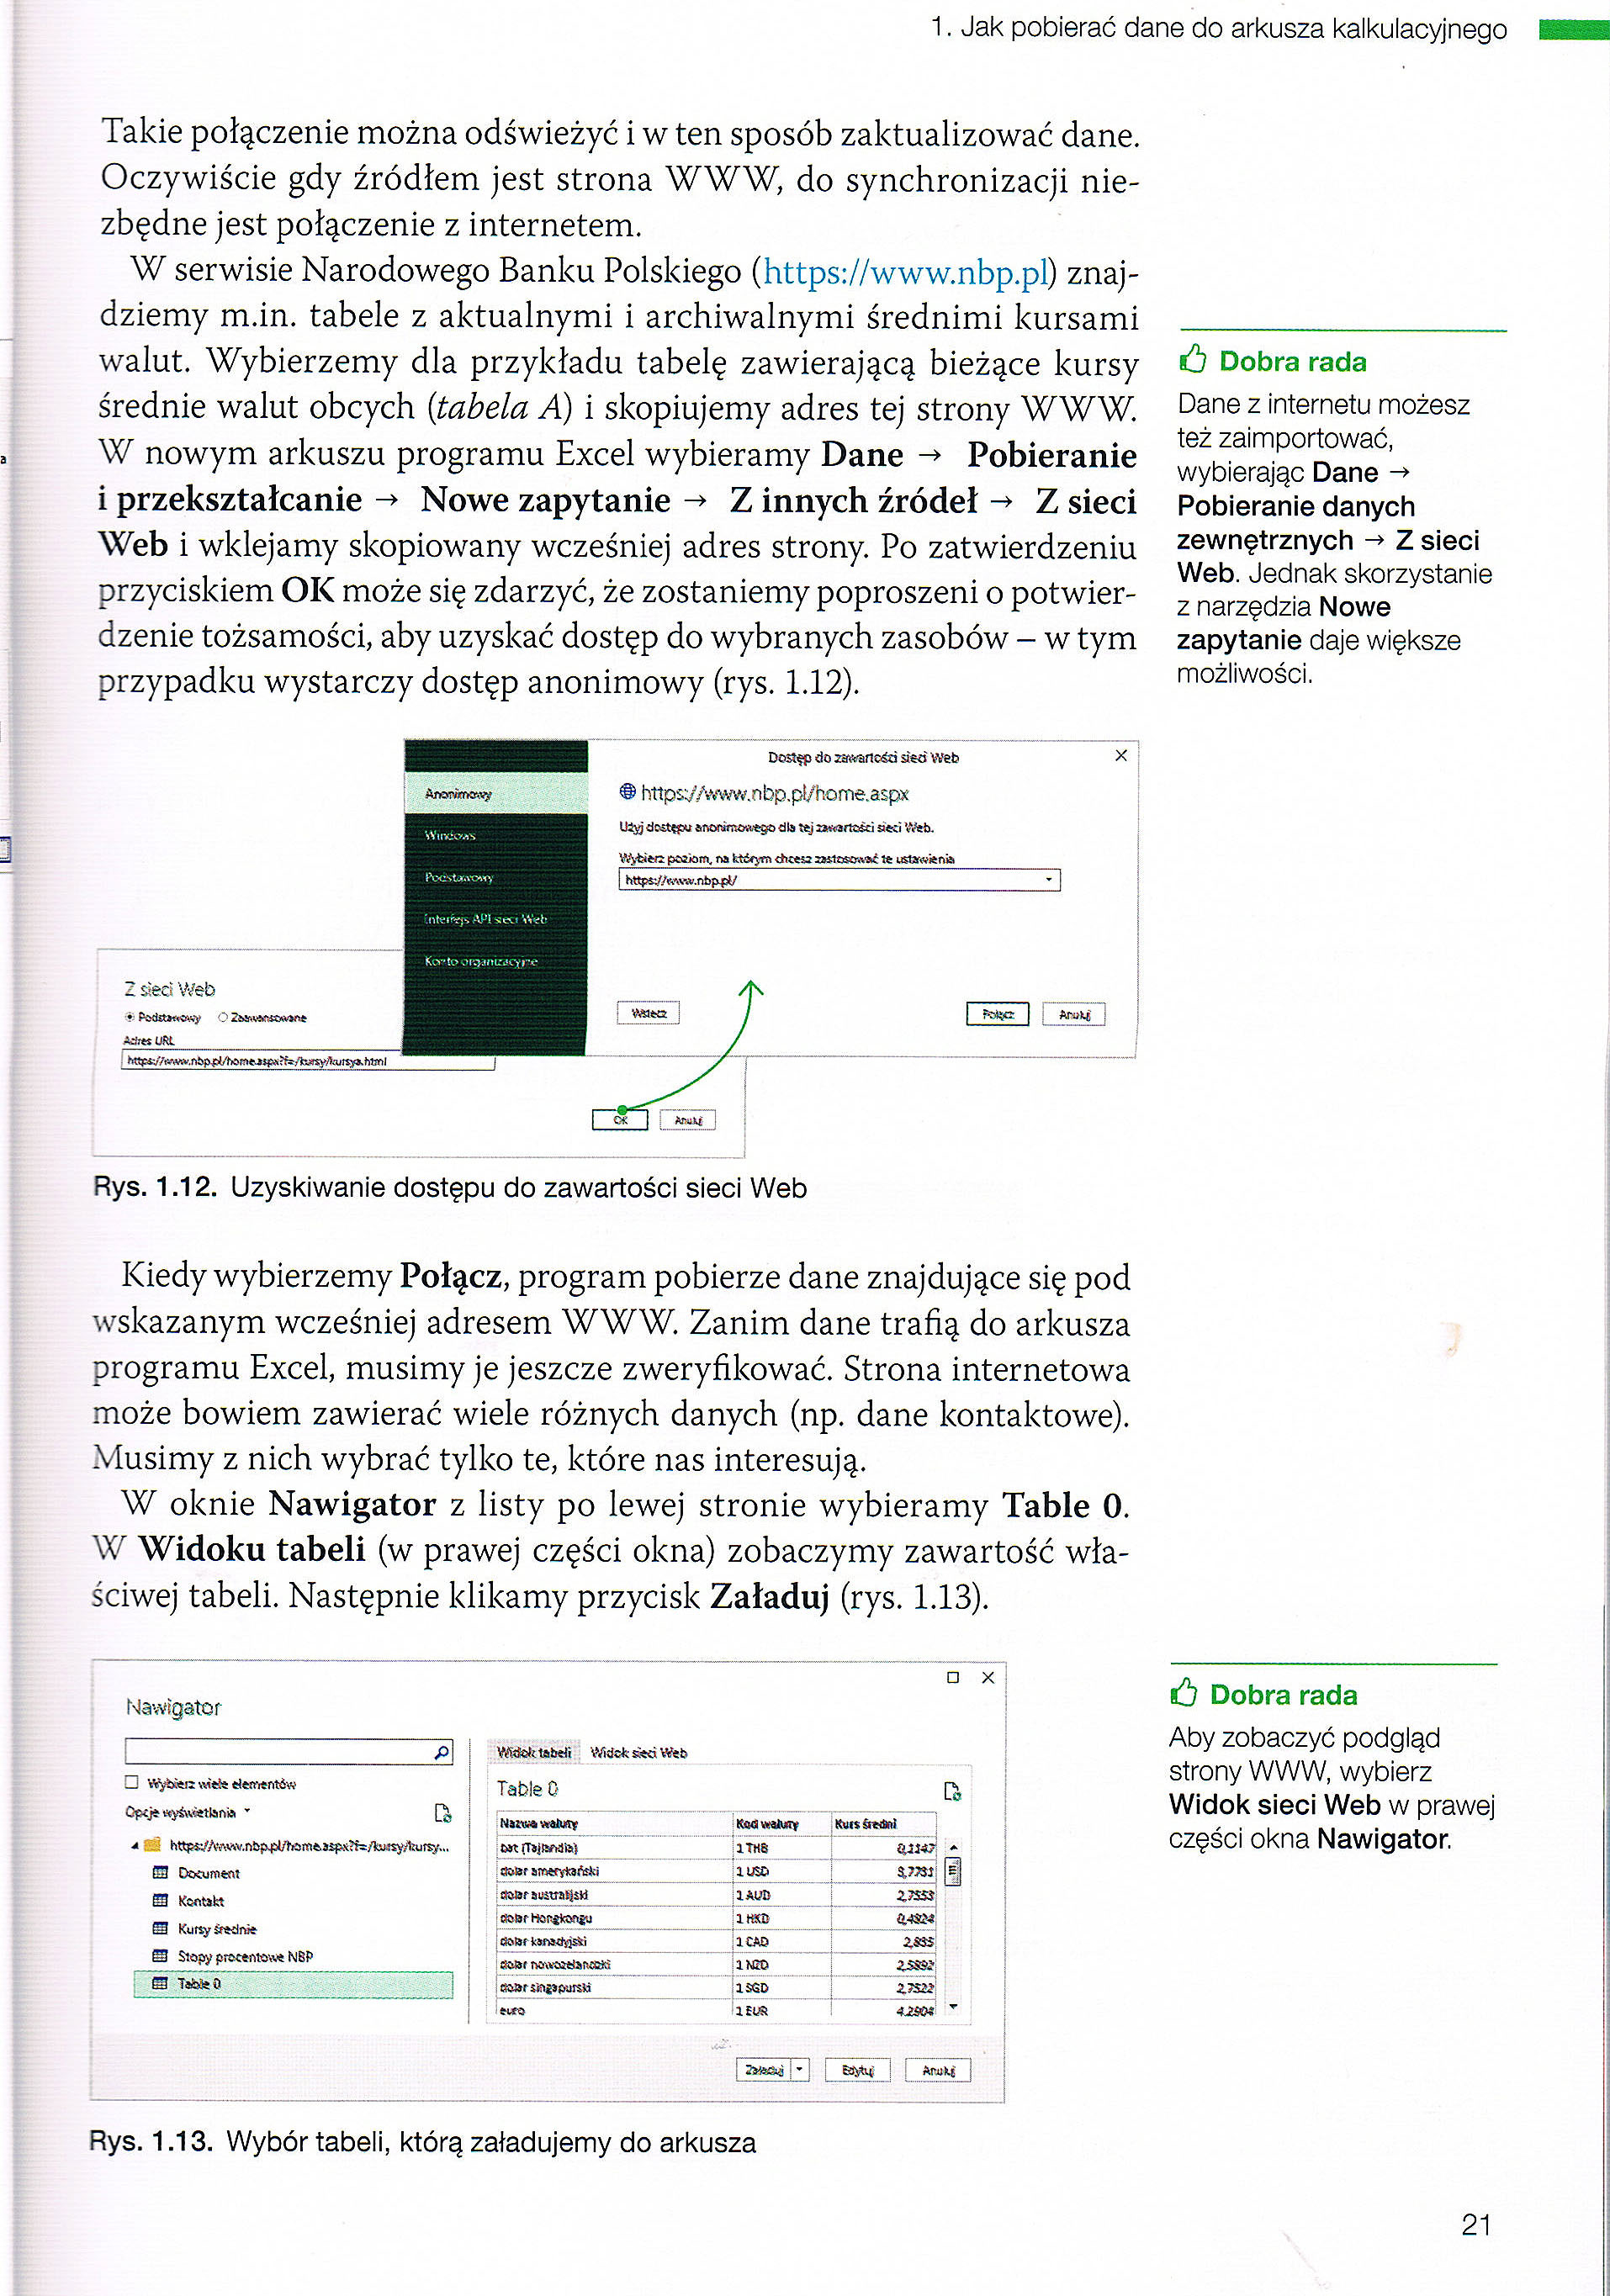 1. Jak pobierać dane do arkusza kalkulacyjnego
Takie połączenie można odświeżyć i w ten sposób zaktualizować dane.
Oczywiście gdy źródłem jest strona WWW, do synchronizacji nie-
zbędne jest połączenie z internetem.
W serwisie Narodowego Banku Polskiego (https://www.nbp.pl) znaj-
dziemy m.in. tabele z aktualnymi i archiwalnymi średnimi kursami
walut. Wybierzemy dla przykładu tabelę zawierającą bieżące kursy
średnie walut obcych (tabela A) i skopiujemy adres tej strony WWW.
W nowym arkuszu programu Excel wybieramy Dane → Pobieranie
i przekształcanie → Nowe zapytanie → Z innych źródeł → Z sieci
Web i wklejamy skopiowany wcześniej adres strony. Po zatwierdzeniu
przyciskiem OK może się zdarzyć, że zostaniemy poproszeni o potwier-
dzenie tożsamości, aby uzyskać dostęp do wybranych zasobów – w tym
przypadku wystarczy dostęp anonimowy (rys. 1.12).
Dobra rada
Dane z internetu możesz
też zaimportować,
wybierając Dane →
Pobieranie danych
zewnętrznych → Z sieci
Web. Jednak skorzystanie
z narzędzia Nowe
zapytanie daje większe
możliwości.
Dostęp do zawartości sieci Web
Anonimowy
Windows
Podstawowy
Interfejs API sieci Web
Konto organizacyjne
https://www.nbp.pl/home.aspx
Użyj dostępu anonimowego dla tej zawartości sieci Web.
Wybierz poziom, na którym chcesz zastosować te ustawienia
https://www.nbp.pl/
Wstecz
Połącz
Anuluj
Z sieci Web
Podstawowy Zaawansowane
Adres URL
https://www.nbp.pl/home.aspx?f=/kursy/kursya.html
OK
Anuluj
Rys. 1.12. Uzyskiwanie dostępu do zawartości sieci Web
Kiedy wybierzemy Połącz, program pobierze dane znajdujące się pod
wskazanym wcześniej adresem WWW. Zanim dane trafią do arkusza
programu Excel, musimy je jeszcze zweryfikować. Strona internetowa
może bowiem zawierać wiele różnych danych (np. dane kontaktowe).
Musimy z nich wybrać tylko te, które nas interesują.
W oknie Nawigator z listy po lewej stronie wybieramy Table 0.
W Widoku tabeli (w prawej części okna) zobaczymy zawartość wła-
ściwej tabeli. Następnie klikamy przycisk Załaduj (rys. 1.13).
Nawigator
Wybierz wiele elementów
Opcje wyświetlania
https://www.nbp.pl/home.aspx?f=/kursy/kursy...
Document
Kontakt
Kursy średnie
Stopy procentowe NBP
Table 0
Widok tabeli Widok sieci Web
Table 0
Nazwa waluty Kod waluty Kurs średni
bat (Tajlandia) 1 THB 0,1147
dolar amerykański 1 USD 3,7731
dolar australijski 1 AUD 2,7553
dolar Hongkongu 1 HKD 0,4824
dolar kanadyjski 1 CAD 2,835
dolar nowozelandzki 1 NZD 2,5892
dolar singapurski 1 SGD 2,7522
euro 1 EUR 4,2904
Załaduj
Edytuj
Anuluj
Dobra rada
Aby zobaczyć podgląd
strony WWW, wybierz
Widok sieci Web w prawej
części okna Nawigator.
Rys. 1.13. Wybór tabeli, którą załadujemy do arkusza
21